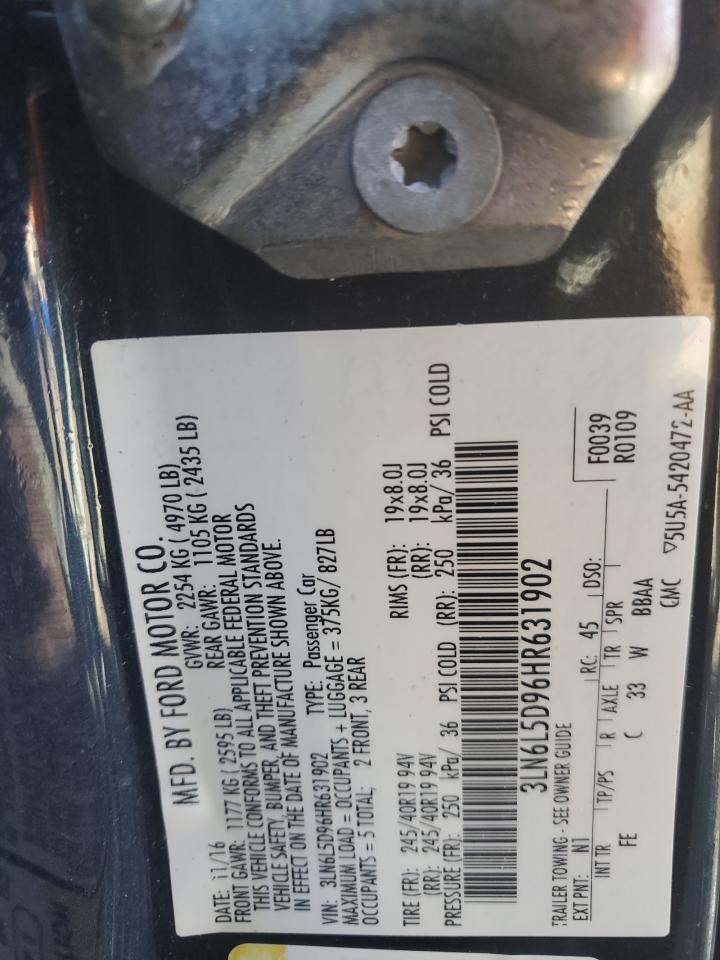 MFD. BY FORD MOTOR CO.
DATE: 11/16 GVWR: 2254 KG ( 4970 LB)
FRONT GAWR: 1177 KG ( 2595 LB) REAR GAWR: 1105 KG ( 2435 LB)
THIS VEHICLE CONFORMS TO ALL APPLICABLE FEDERAL MOTOR
VEHICLE SAFETY, BUMPER, AND THEFT PREVENTION STANDARDS
IN EFFECT ON THE DATE OF MANUFACTURE SHOWN ABOVE.
VIN: 3LN6L5D96HR631902 TYPE: Passenger Car
MAXIMUM LOAD = OCCUPANTS + LUGGAGE = 375KG/ 827LB
OCCUPANTS = 5 TOTAL: 2 FRONT, 3 REAR
TIRE (FR): 245/40R19 94V RIMS (FR): 19x8.0J
(RR): 245/40R19 94V (RR): 19x8.0J
PRESSURE (FR): 250 kPa/ 36 PSI COLD (RR): 250 kPa/ 36 PSI COLD
3LN6L5D96HR631902
TRAILER TOWING - SEE OWNER GUIDE
EXT PNT: N1 RC: 45 DSO: F0039
R0109
INT TR TP/PS R AXLE TR SPR
FE C 33 W BBAA
CMC ▽5U5A-5420472-AA